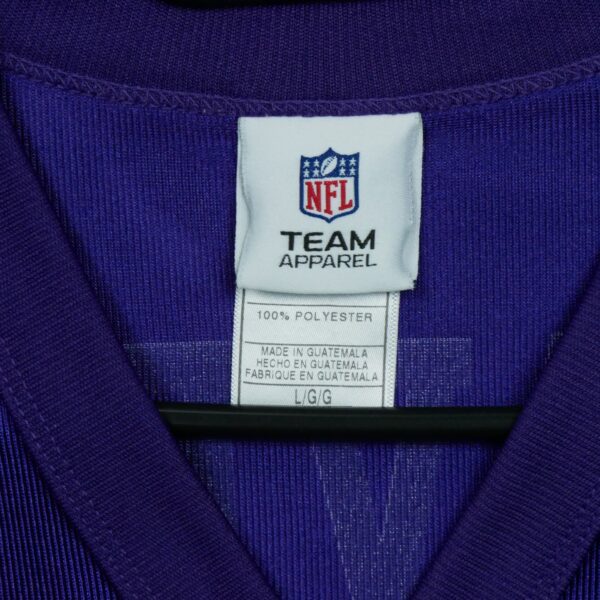 NFL
TEAM
APPAREL
100% POLYESTER
MADE IN GUATEMALA
HECHO EN GUATEMALA
FABRIQUE EN GUATEMALA
L/G/G